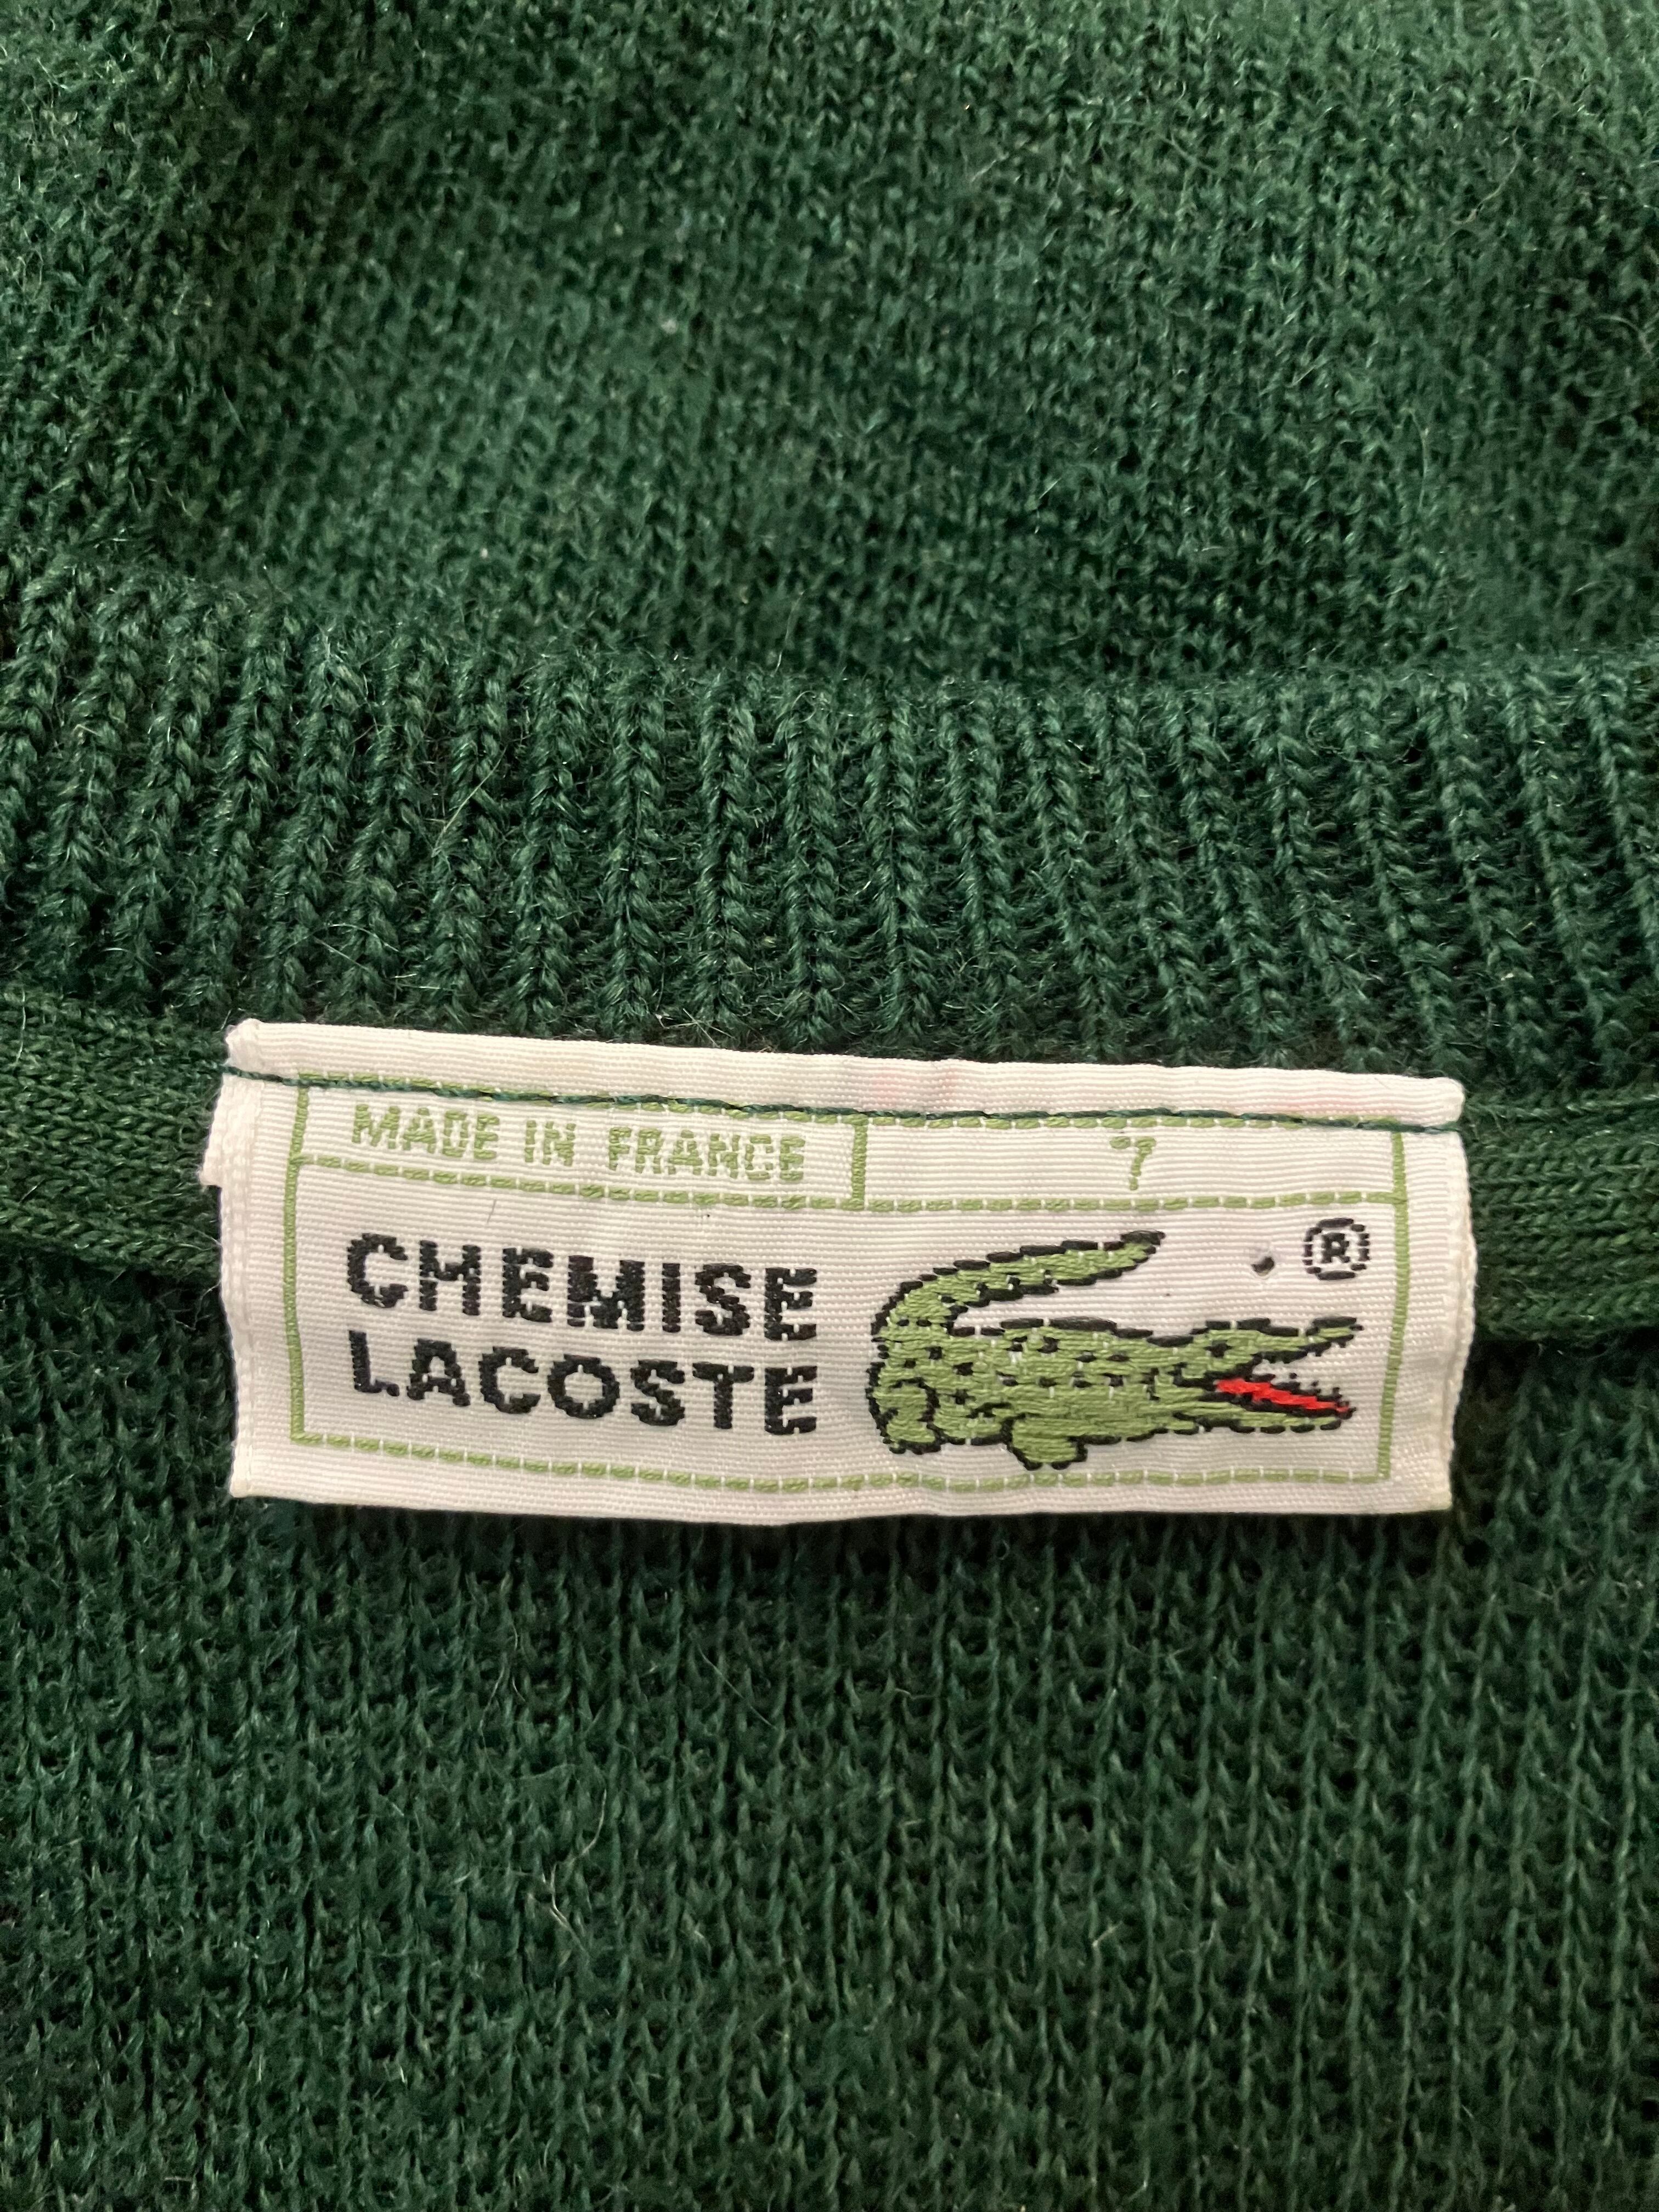 MADE IN FRANCE 7
CHEMISE ®
LACOSTE